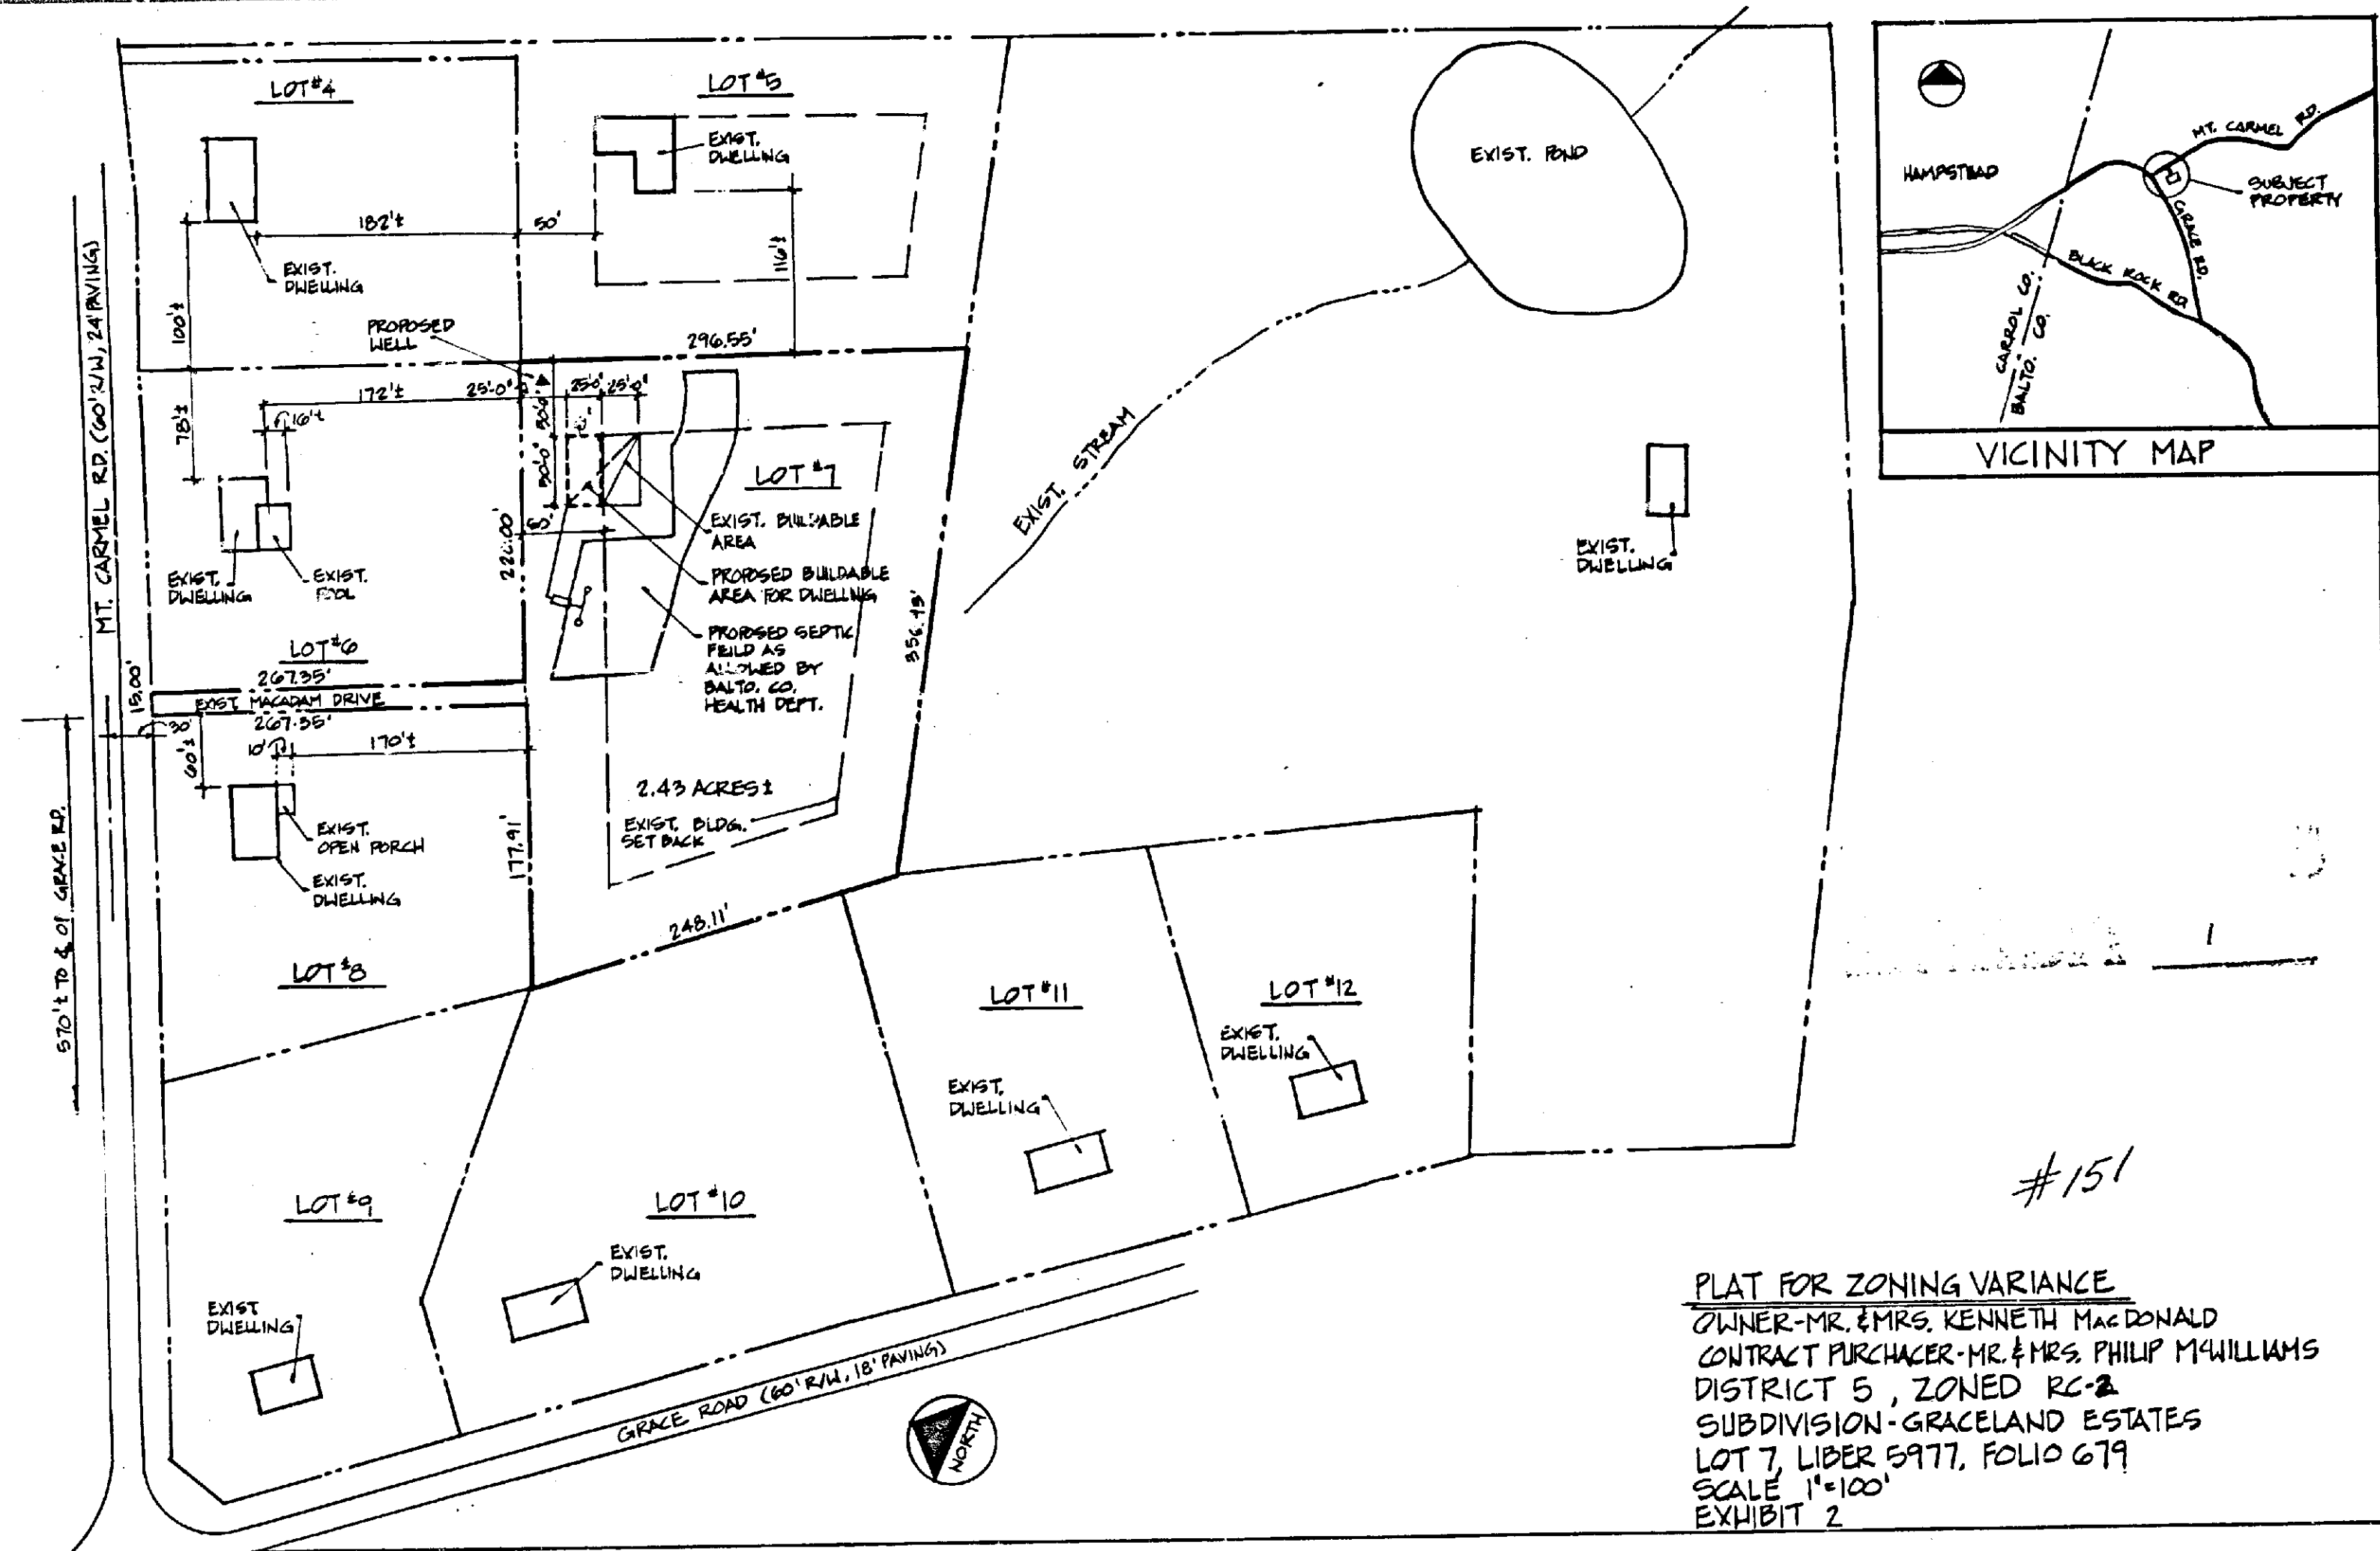 LOT #4
LOT #5
EXIST.
DWELLING
182'±
50'
116'±
EXIST.
DWELLING
100'±
MT. CARMEL RD. (60' R/W, 24' PAVING)
PROPOSED
WELL
296.55'
EXIST. POND
HAMPSTEAD
MT. CARMEL RD.
SUBJECT
PROPERTY
GRACE RD.
BLACK ROCK RD.
CARROL CO.
BALTO. CO.
VICINITY MAP
172'±
25'-0"
25'-0"
25'-0"
16'±
78'±
50'-0"
50'-0"
LOT #7
EXIST. STREAM
EXIST. BUILDABLE
AREA
PROPOSED BUILDABLE
AREA FOR DWELLING
PROPOSED SEPTIC
FEILD AS
ALLOWED BY
BALTO. CO.
HEALTH DEPT.
EXIST.
DWELLING
EXIST.
POOL
EXIST.
DWELLING
356.43'
LOT #6
267.35'
15.00'
EXIST. MACADAM DRIVE
267.35'
30'
60'±
10'
170'±
2.43 ACRES±
EXIST. BLDG.
SET BACK
EXIST.
OPEN PORCH
EXIST.
DWELLING
177.91'
570'± TO ℄ OF GRACE RD.
248.11'
LOT #8
LOT #11
LOT #12
EXIST.
DWELLING
EXIST.
DWELLING
1
LOT #9
LOT #10
EXIST.
DWELLING
EXIST
DWELLING
GRACE ROAD (60' R/W, 18' PAVING)
NORTH
#151
PLAT FOR ZONING VARIANCE
OWNER-MR. & MRS. KENNETH MacDONALD
CONTRACT PURCHACER-MR. & MRS. PHILIP McWILLIAMS
DISTRICT 5, ZONED RC-2
SUBDIVISION-GRACELAND ESTATES
LOT 7, LIBER 5977, FOLIO 679
SCALE 1"=100'
EXHIBIT 2